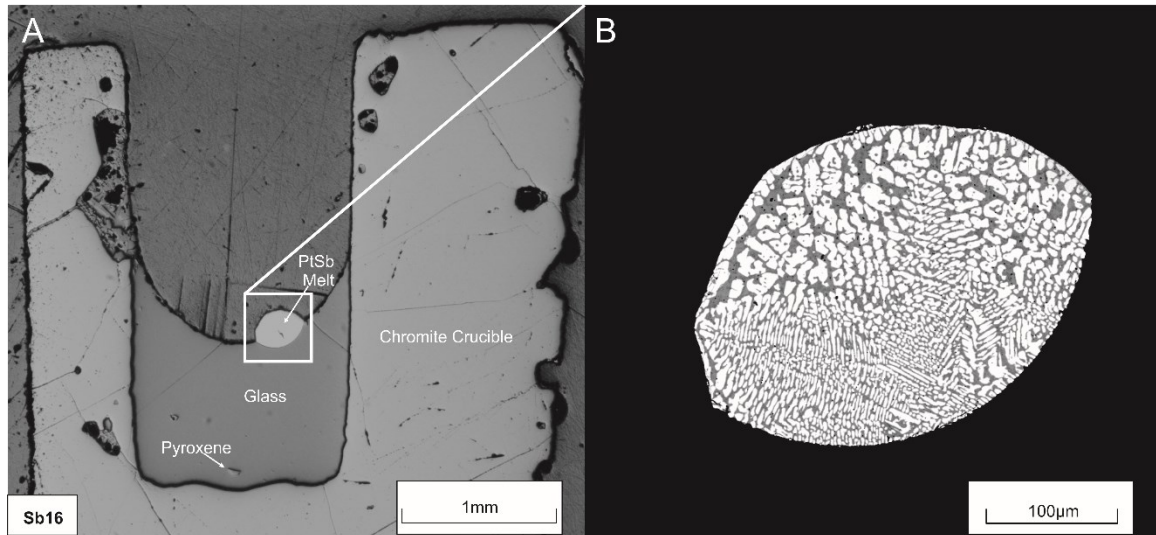 A
B
PtSb
Melt
Chromite Crucible
Glass
Pyroxene
Sb16
1mm
100µm